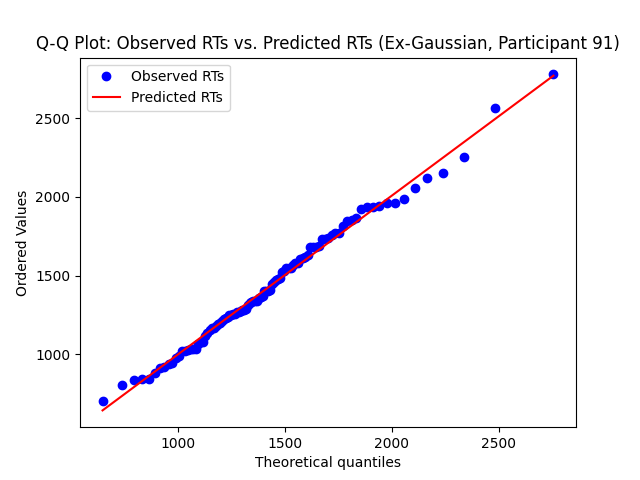 Q-Q Plot: Observed RTs vs. Predicted RTs (Ex-Gaussian, Participant 91)
Observed RTs
Predicted RTs
2500
2000
1500
1000
Ordered Values
1000 1500 2000 2500
Theoretical quantiles